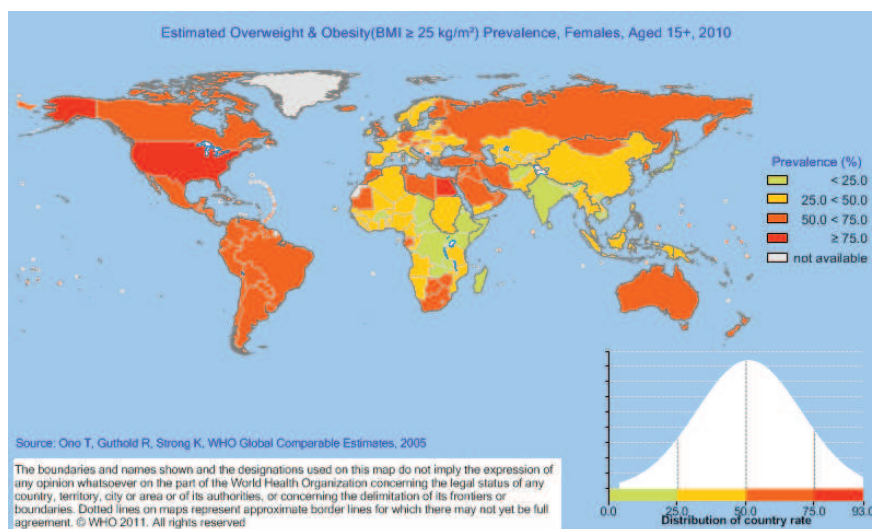 Estimated Overweight & Obesity(BMI ≥ 25 kg/m²) Prevalence, Females, Aged 15+, 2010
Prevalence (%)
< 25.0
25.0 < 50.0
50.0 < 75.0
≥ 75.0
not available
Source: Ono T, Guthold R, Strong K, WHO Global Comparable Estimates, 2005
The boundaries and names shown and the designations used on this map do not imply the expression of
any opinion whatsoever on the part of the World Health Organization concerning the legal status of any
country, territory, city or area or of its authorities, or concerning the delimitation of its frontiers or
boundaries. Dotted lines on maps represent approximate border lines for which there may not yet be full
agreement. © WHO 2011. All rights reserved
0.0 25.0 50.0 75.0 93.0
Distribution of country rate